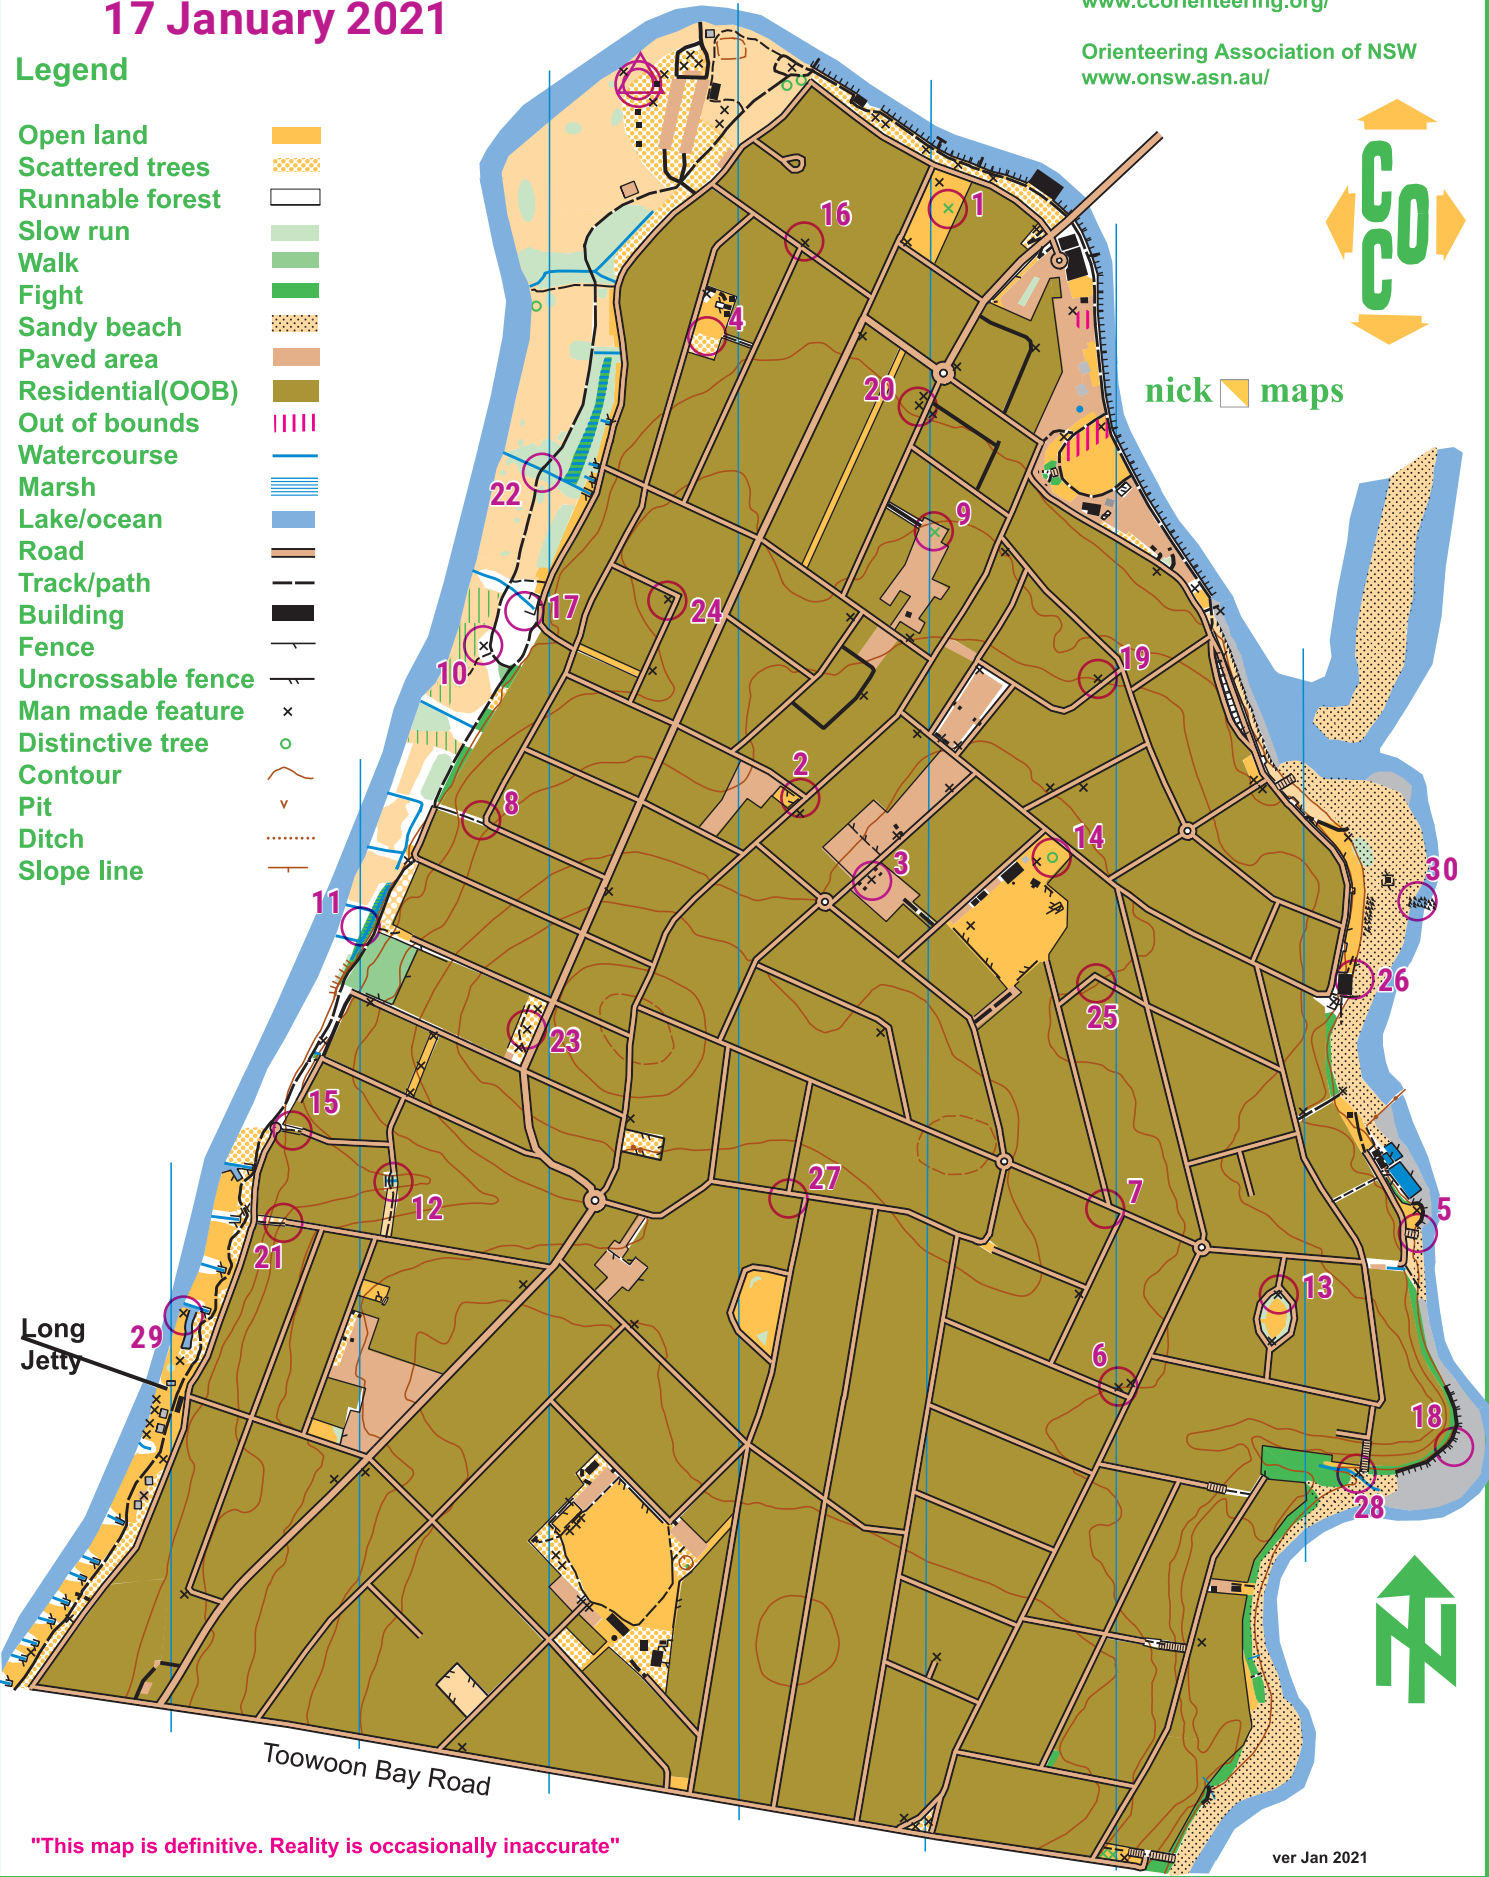 17 January 2021
www.ccorienteering.org/
Orienteering Association of NSW
www.onsw.asn.au/
Legend
Open land
Scattered trees
Runnable forest
Slow run
Walk
Fight
Sandy beach
Paved area
Residential(OOB)
Out of bounds
Watercourse
Marsh
Lake/ocean
Road
Track/path
Building
Fence
Uncrossable fence
Man made feature
Distinctive tree
Contour
Pit
Ditch
Slope line
COC
nick maps
1
16
4
20
22
9
17
24
10
19
2
8
14
3
30
11
26
25
23
15
27
7
12
5
21
13
29
6
18
28
Long
Jetty
N
Toowoon Bay Road
"This map is definitive. Reality is occasionally inaccurate"
ver Jan 2021